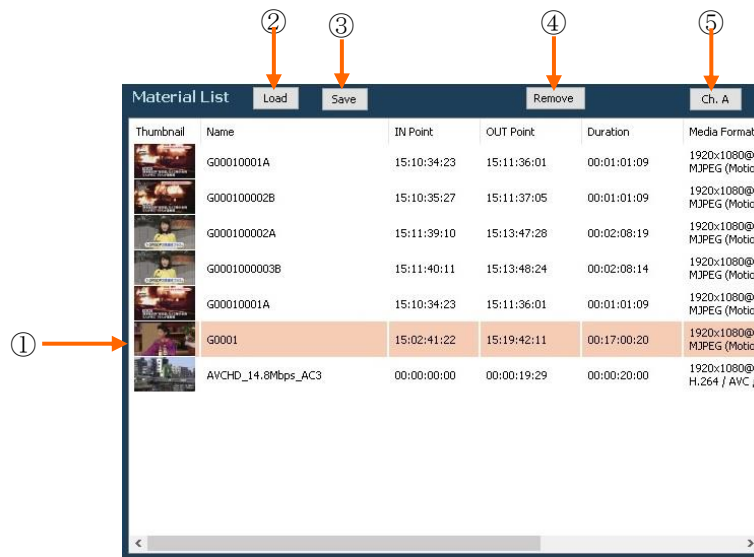 ② ③ ④ ⑤
Material List Load Save Remove Ch. A
Thumbnail Name IN Point OUT Point Duration Media Format
G00010001A 15:10:34:23 15:11:36:01 00:01:01:09 1920x1080@
MJPEG (Motio
G000100002B 15:10:35:27 15:11:37:05 00:01:01:09 1920x1080@
MJPEG (Motio
G000100002A 15:11:39:10 15:13:47:28 00:02:08:19 1920x1080@
MJPEG (Motio
G0001000003B 15:11:40:11 15:13:48:24 00:02:08:14 1920x1080@
MJPEG (Motio
G00010001A 15:10:34:23 15:11:36:01 00:01:01:09 1920x1080@
MJPEG (Motio
① G0001 15:02:41:22 15:19:42:11 00:17:00:20 1920x1080@
MJPEG (Motio
AVCHD_14.8Mbps_AC3 00:00:00:00 00:00:19:29 00:00:20:00 1920x1080@
H.264 / AVC /